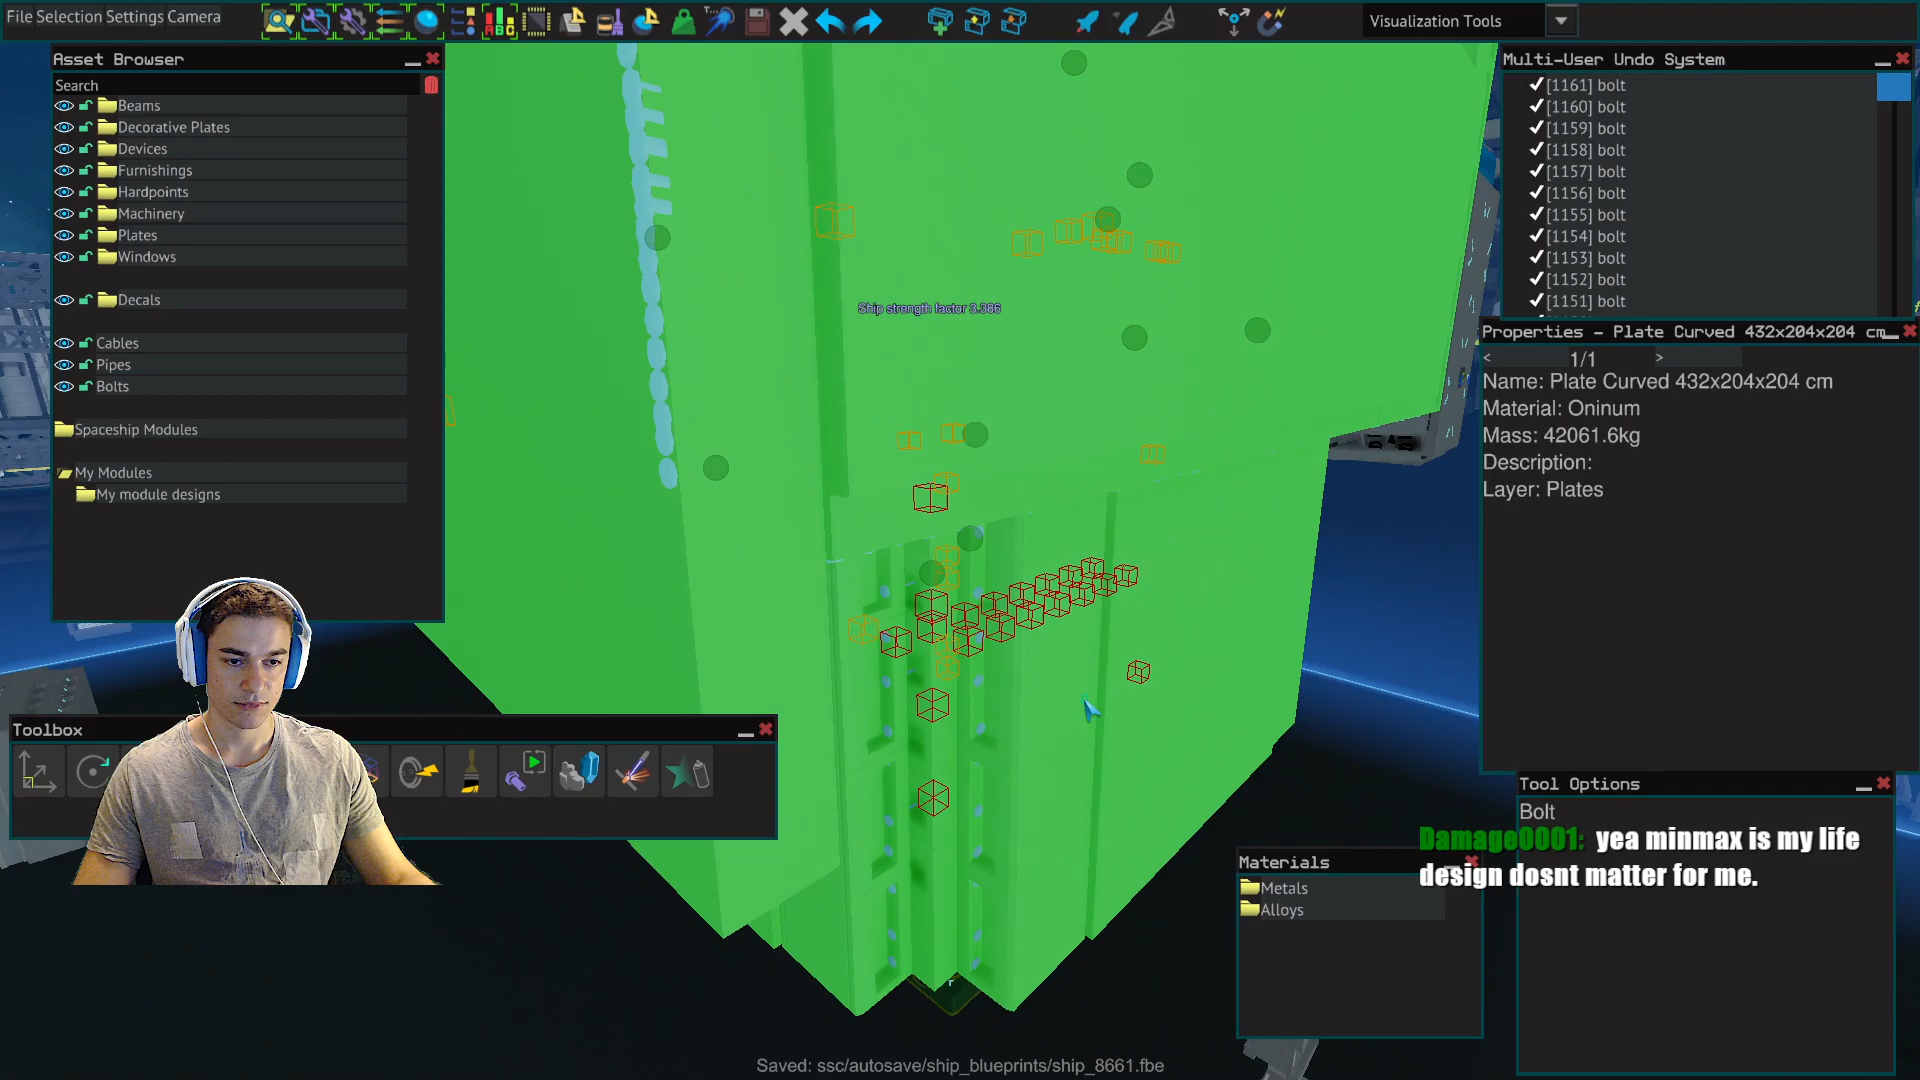 File Selection Settings Camera
Visualization Tools
Asset Browser
Search
Beams
Decorative Plates
Devices
Furnishings
Hardpoints
Machinery
Plates
Windows
Decals
Cables
Pipes
Bolts
Spaceship Modules
My Modules
My module designs
Ship strength factor 3.386
Multi-User Undo System
[1161] bolt
[1160] bolt
[1159] bolt
[1158] bolt
[1157] bolt
[1156] bolt
[1155] bolt
[1154] bolt
[1153] bolt
[1152] bolt
[1151] bolt
Properties - Plate Curved 432x204x204 cm
< 1/1 >
Name: Plate Curved 432x204x204 cm
Material: Oninum
Mass: 42061.6kg
Description:
Layer: Plates
Toolbox
Tool Options
Bolt
Damage0001: yea minmax is my life
design dosnt matter for me.
Materials
Metals
Alloys
Saved: ssc/autosave/ship_blueprints/ship_8661.fbe